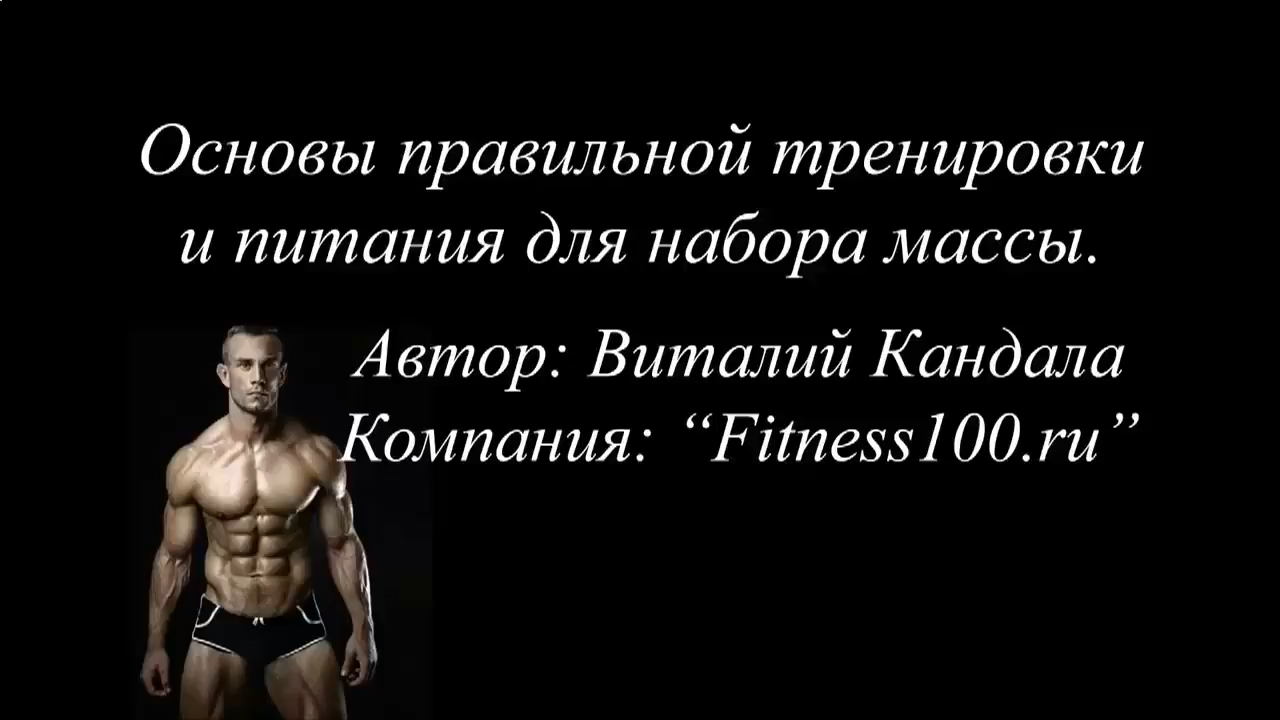 Основы правильной тренировки
и питания для набора массы.
Автор: Виталий Кандала
Компания: “Fitness100.ru”